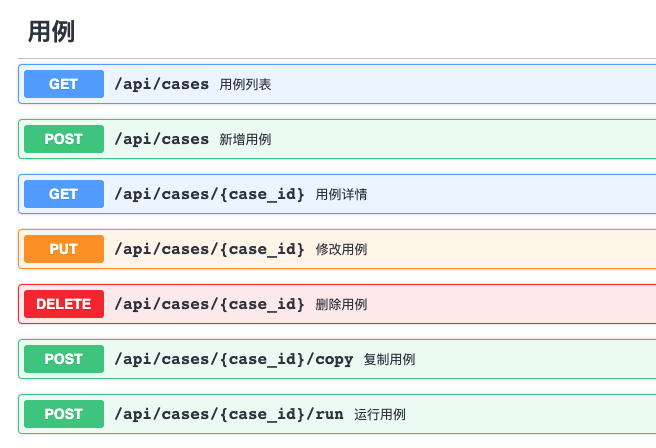 用例
GET /api/cases 用例列表
POST /api/cases 新增用例
GET /api/cases/{case_id} 用例详情
PUT /api/cases/{case_id} 修改用例
DELETE /api/cases/{case_id} 删除用例
POST /api/cases/{case_id}/copy 复制用例
POST /api/cases/{case_id}/run 运行用例